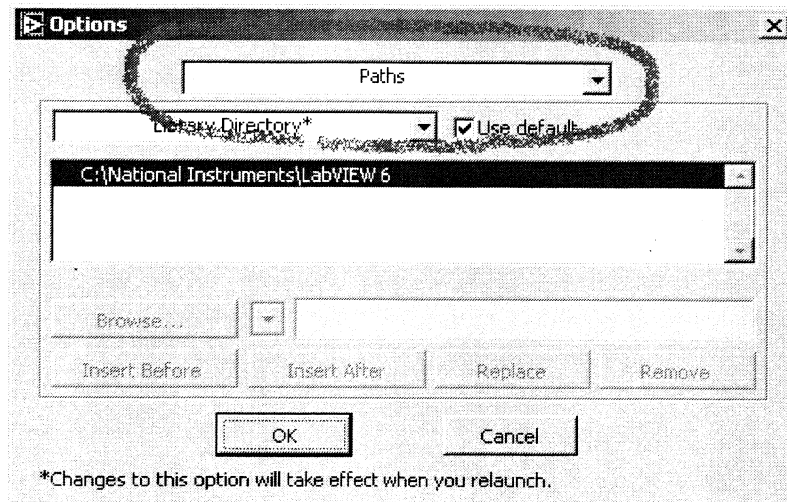 Options
Paths
Library Directory* Use default
C:\National Instruments\LabVIEW 6
Browse...
Insert Before Insert After Replace Remove
OK Cancel
*Changes to this option will take effect when you relaunch.